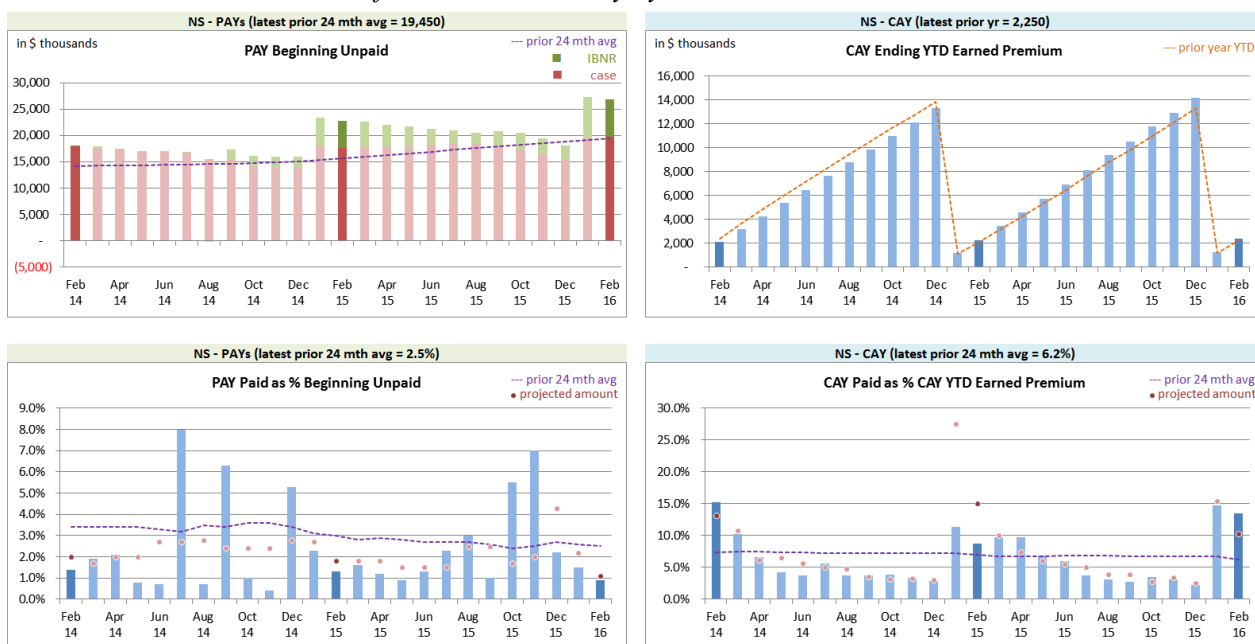 NS - PAYs (latest prior 24 mth avg = 19,450)
in $ thousands
PAY Beginning Unpaid
--- prior 24 mth avg
IBNR
case
30,000
25,000
20,000
15,000
10,000
5,000
-
(5,000)
Feb Apr Jun Aug Oct Dec Feb Apr Jun Aug Oct Dec Feb
14 14 14 14 14 14 15 15 15 15 15 15 16
NS - CAY (latest prior yr = 2,250)
in $ thousands
CAY Ending YTD Earned Premium
--- prior year YTD
16,000
14,000
12,000
10,000
8,000
6,000
4,000
2,000
-
Feb Apr Jun Aug Oct Dec Feb Apr Jun Aug Oct Dec Feb
14 14 14 14 14 14 15 15 15 15 15 15 16
NS - PAYs (latest prior 24 mth avg = 2.5%)
PAY Paid as % Beginning Unpaid
--- prior 24 mth avg
projected amount
9.0%
8.0%
7.0%
6.0%
5.0%
4.0%
3.0%
2.0%
1.0%
0.0%
Feb Apr Jun Aug Oct Dec Feb Apr Jun Aug Oct Dec Feb
14 14 14 14 14 14 15 15 15 15 15 15 16
NS - CAY (latest prior 24 mth avg = 6.2%)
CAY Paid as % CAY YTD Earned Premium
--- prior 24 mth avg
projected amount
30.0%
25.0%
20.0%
15.0%
10.0%
5.0%
0.0%
Feb Apr Jun Aug Oct Dec Feb Apr Jun Aug Oct Dec Feb
14 14 14 14 14 14 15 15 15 15 15 15 16